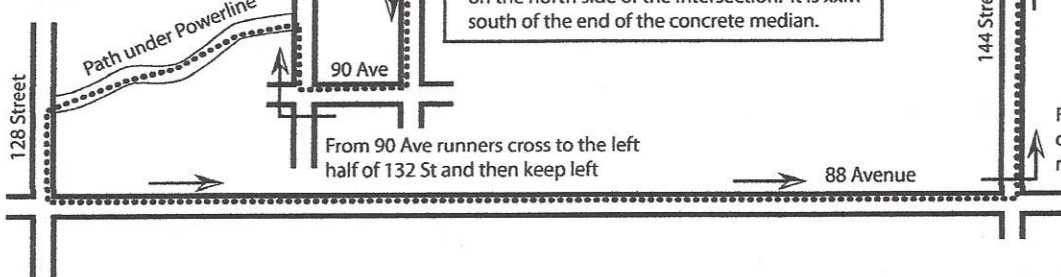 on the north side of the intersection. It is xxm
south of the end of the concrete median.
Path under Powerline
144 Stre
90 Ave
128 Street
From 90 Ave runners cross to the left
half of 132 St and then keep left
88 Avenue